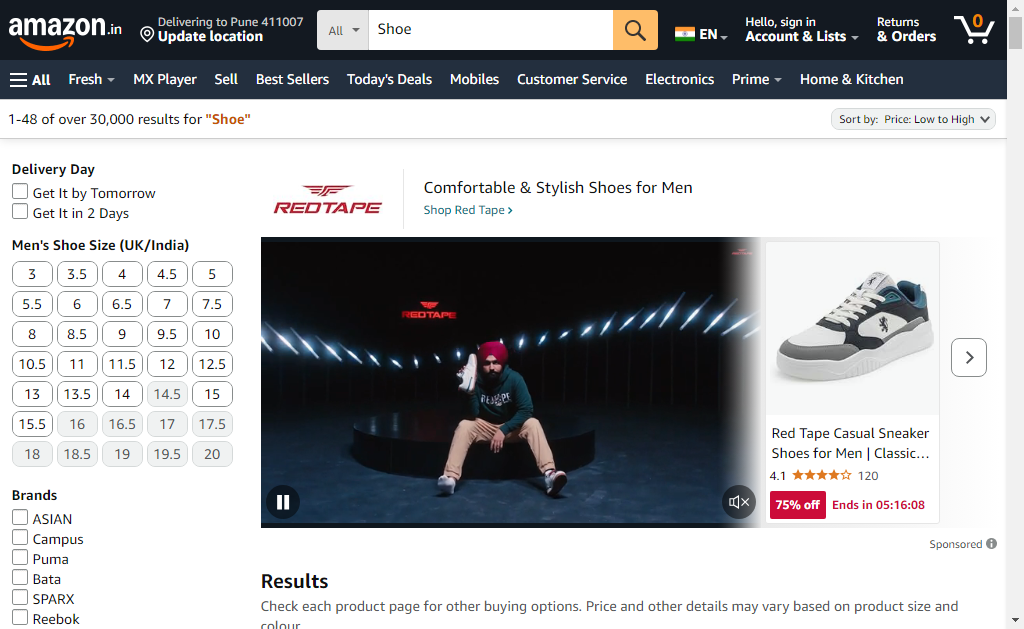 amazon.in
Delivering to Pune 411007
Update location
All
Shoe
EN
Hello, sign in
Account & Lists
Returns
& Orders
0
All
Fresh
MX Player
Sell
Best Sellers
Today's Deals
Mobiles
Customer Service
Electronics
Prime
Home & Kitchen
1-48 of over 30,000 results for "Shoe"
Sort by: Price: Low to High
Delivery Day
Get It by Tomorrow
Get It in 2 Days
Men's Shoe Size (UK/India)
3 3.5 4 4.5 5
5.5 6 6.5 7 7.5
8 8.5 9 9.5 10
10.5 11 11.5 12 12.5
13 13.5 14 14.5 15
15.5 16 16.5 17 17.5
18 18.5 19 19.5 20
Brands
ASIAN
Campus
Puma
Bata
SPARX
Reebok
REDTAPE
Comfortable & Stylish Shoes for Men
Shop Red Tape
REDTAPE
Red Tape Casual Sneaker
Shoes for Men | Classic…
4.1 120
75% off Ends in 05:16:08
Sponsored
Results
Check each product page for other buying options. Price and other details may vary based on product size and
colour.